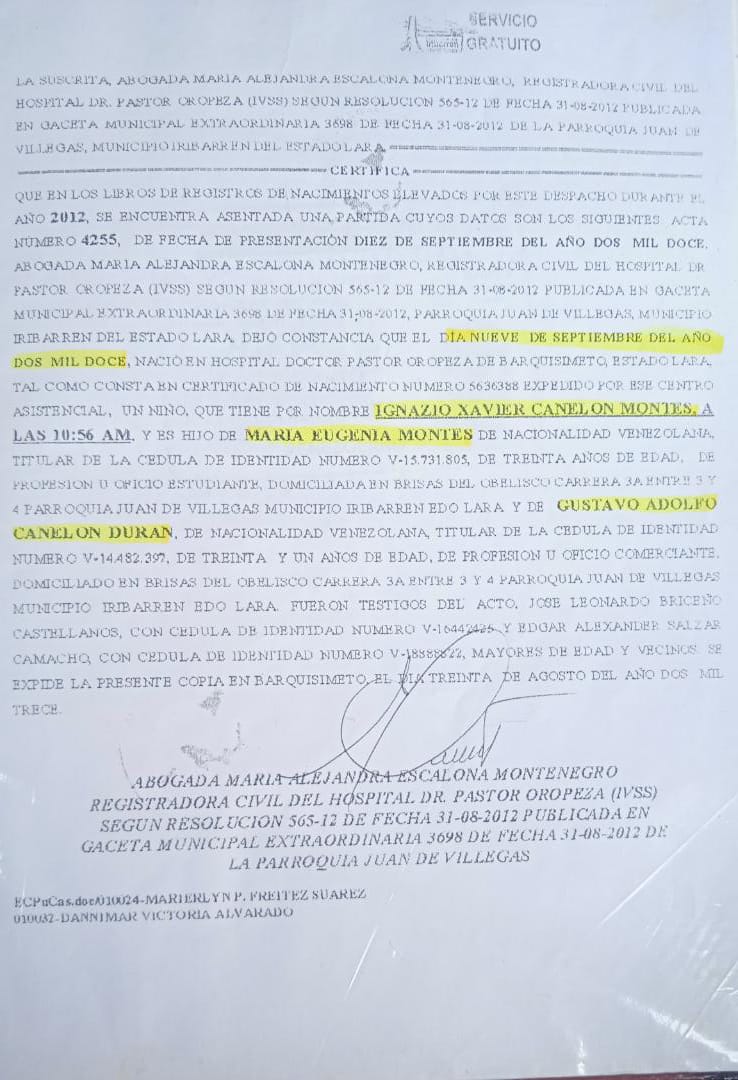 SERVICIO
GRATUITO
LA SUSCRITA, ABOGADA MARIA ALEJANDRA ESCALONA MONTENEGRO, REGISTRADORA CIVIL DEL
HOSPITAL DR. PASTOR OROPEZA (IVSS) SEGUN RESOLUCION 565-12 DE FECHA 31-08-2012 PUBLICADA
EN GACETA MUNICIPAL EXTRAORDINARIA 3698 DE FECHA 31-08-2012 DE LA PARROQUIA JUAN DE
VILLEGAS, MUNICIPIO IRIBARREN DEL ESTADO LARA
CERTIFICA
QUE EN LOS LIBROS DE REGISTROS DE NACIMIENTOS LLEVADOS POR ESTE DESPACHO DURANTE EL
AÑO 2012, SE ENCUENTRA ASENTADA UNA PARTIDA CUYOS DATOS SON LOS SIGUIENTES ACTA
NÚMERO 4255, DE FECHA DE PRESENTACIÓN DIEZ DE SEPTIEMBRE DEL AÑO DOS MIL DOCE,
ABOGADA MARIA ALEJANDRA ESCALONA MONTENEGRO, REGISTRADORA CIVIL DEL HOSPITAL DR
PASTOR OROPEZA (IVSS) SEGUN RESOLUCION 565-12 DE FECHA 31-08-2012 PUBLICADA EN GACETA
MUNICIPAL EXTRAORDINARIA 3698 DE FECHA 31-08-2012, PARROQUIA JUAN DE VILLEGAS, MUNICIPIO
IRIBARREN DEL ESTADO LARA. DEJÓ CONSTANCIA QUE EL DÍA NUEVE DE SEPTIEMBRE DEL AÑO
DOS MIL DOCE, NACIÓ EN HOSPITAL DOCTOR PASTOR OROPEZA DE BARQUISIMETO, ESTADO LARA,
TAL COMO CONSTA EN CERTIFICADO DE NACIMIENTO NUMERO 5636388 EXPEDIDO POR ESE CENTRO
ASISTENCIAL, UN NIÑO, QUE TIENE POR NOMBRE IGNAZIO XAVIER CANELON MONTES, A
LAS 10:56 AM, Y ES HIJO DE MARIA EUGENIA MONTES DE NACIONALIDAD VENEZOLANA,
TITULAR DE LA CEDULA DE IDENTIDAD NUMERO V-15.731.805, DE TREINTA AÑOS DE EDAD, DE
PROFESION U OFICIO ESTUDIANTE, DOMICILIADA EN BRISAS DEL OBELISCO CARRERA 3A ENTRE 3 Y
4 PARROQUIA JUAN DE VILLEGAS MUNICIPIO IRIBARREN EDO LARA Y DE GUSTAVO ADOLFO
CANELON DURAN, DE NACIONALIDAD VENEZOLANA, TITULAR DE LA CEDULA DE IDENTIDAD
NUMERO V-14.482.397, DE TREINTA Y UN AÑOS DE EDAD, DE PROFESION U OFICIO COMERCIANTE,
DOMICILIADO EN BRISAS DEL OBELISCO CARRERA 3A ENTRE 3 Y 4 PARROQUIA JUAN DE VILLEGAS
MUNICIPIO IRIBARREN EDO LARA. FUERON TESTIGOS DEL ACTO, JOSE LEONARDO BRICEÑO
CASTELLANOS, CON CEDULA DE IDENTIDAD NUMERO Y EDGAR ALEXANDER SALZAR
CAMACHO, CON CEDULA DE IDENTIDAD NUMERO MAYORES DE EDAD Y VECINOS. SE
EXPIDE LA PRESENTE COPIA EN BARQUISIMETO, EL DIA TREINTA DE AGOSTO DEL AÑO DOS MIL
TRECE.
ABOGADA MARIA ALEJANDRA ESCALONA MONTENEGRO
REGISTRADORA CIVIL DEL HOSPITAL DR. PASTOR OROPEZA (IVSS)
SEGUN RESOLUCION 565-12 DE FECHA 31-08-2012 PUBLICADA EN
GACETA MUNICIPAL EXTRAORDINARIA 3698 DE FECHA 31-08-2012 DE
LA PARROQUIA JUAN DE VILLEGAS
ECPuCas.doc/010024-MARIERLYN P. FREITEZ SUAREZ
010032-DANNIMAR VICTORIA ALVARADO